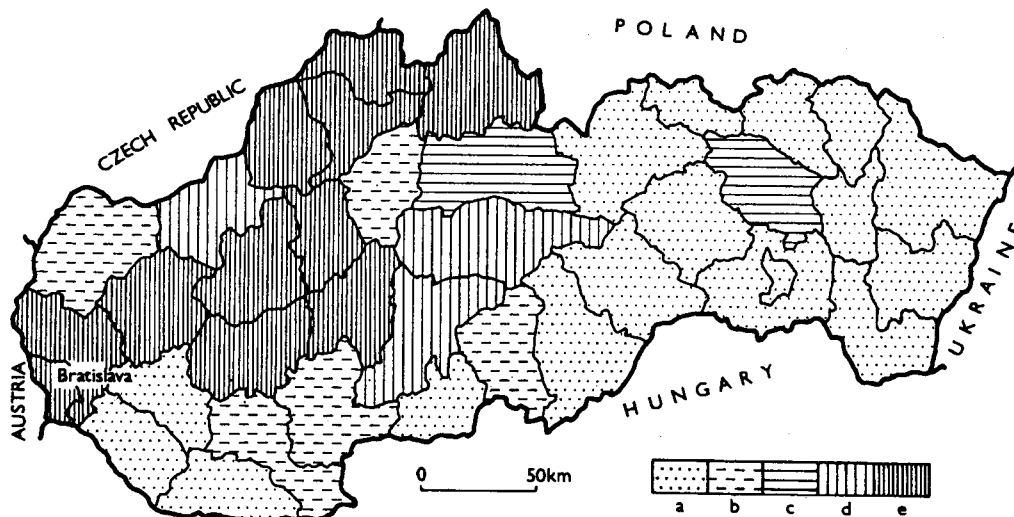 POLAND
CZECH REPUBLIC
UKRAINE
AUSTRIA
Bratislava
HUNGARY
0 50km
a b c d e